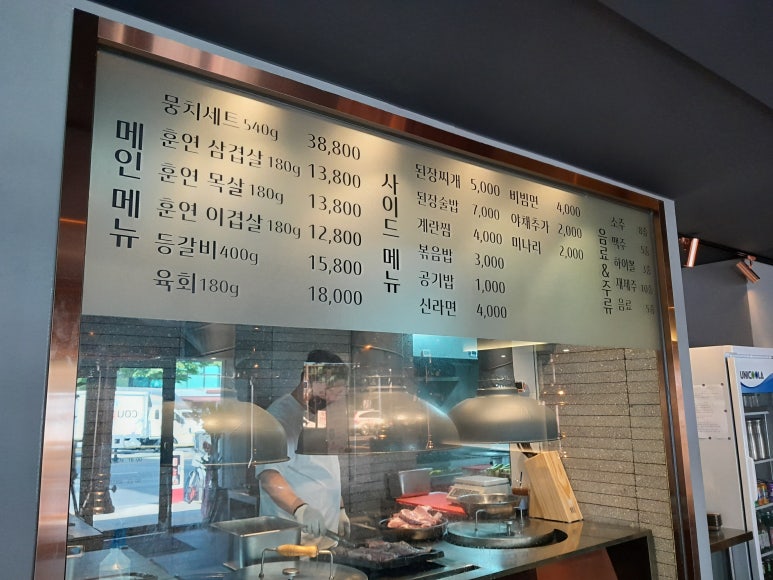 메인 메뉴
뭉치세트 540g 38,800
훈연 삼겹살 180g 13,800
훈연 목살 180g 13,800
훈연 이겹살 180g 12,800
등갈비 400g 15,800
육회 180g 18,000
사이드 메뉴
된장찌개 5,000
된장술밥 7,000
계란찜 4,000
볶음밥 3,000
공기밥 1,000
신라면 4,000
비빔면 4,000
야채추가 2,000
미나리 2,000
음료&주류
소주
맥주
하이볼
음료
UNICOOLA